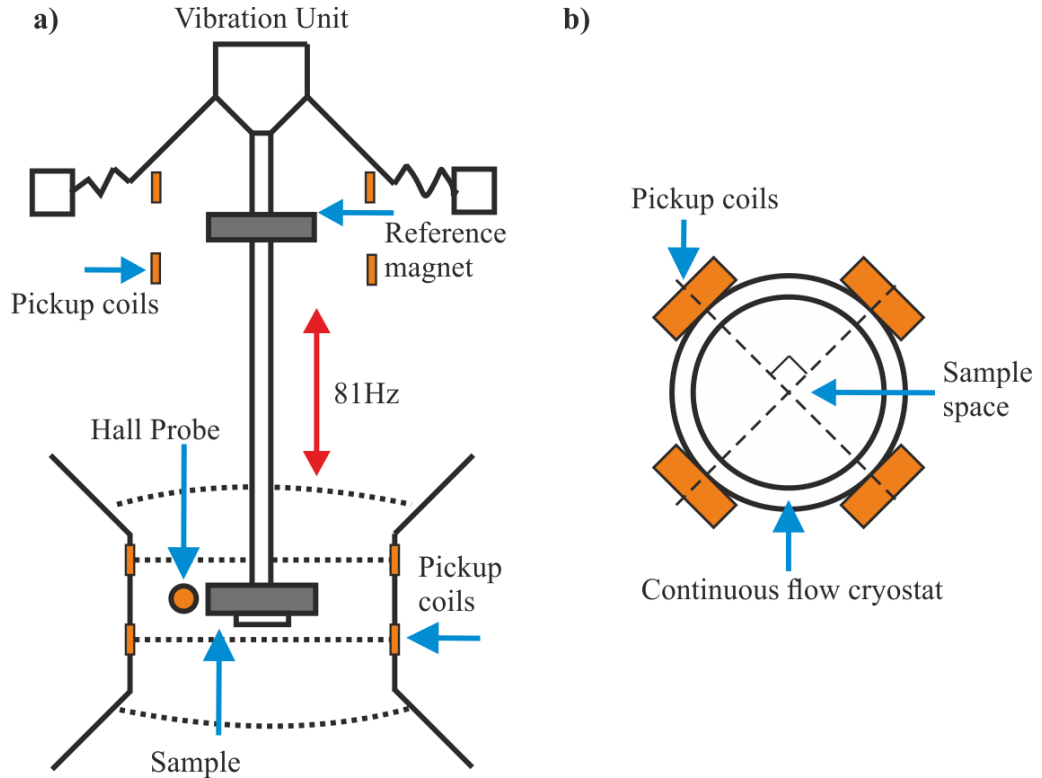 a)
Vibration Unit
Reference
magnet
Pickup coils
81Hz
Hall Probe
Pickup
coils
Sample
b)
Pickup coils
Sample
space
Continuous flow cryostat